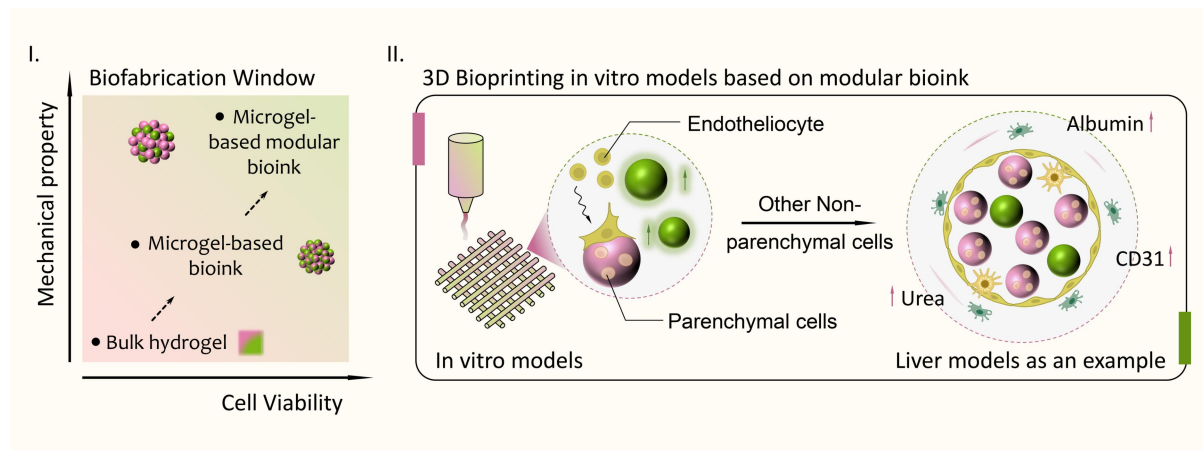 I.
Biofabrication Window
Mechanical property
• Microgel-
based modular
bioink
• Microgel-based
bioink
• Bulk hydrogel
Cell Viability
II.
3D Bioprinting in vitro models based on modular bioink
Endotheliocyte
Parenchymal cells
In vitro models
Other Non-
parenchymal cells
Albumin
CD31
Urea
Liver models as an example